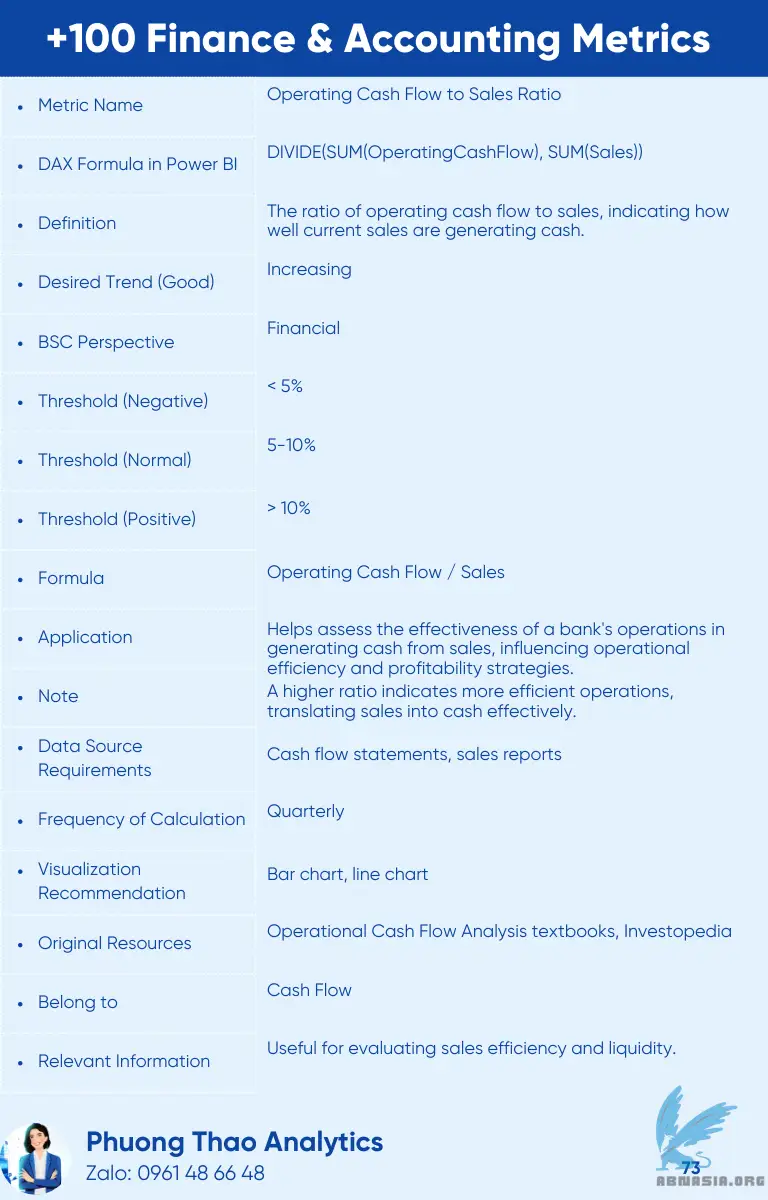 +100 Finance & Accounting Metrics
• Metric Name
Operating Cash Flow to Sales Ratio
• DAX Formula in Power BI
DIVIDE(SUM(OperatingCashFlow), SUM(Sales))
• Definition
The ratio of operating cash flow to sales, indicating how
well current sales are generating cash.
• Desired Trend (Good)
Increasing
• BSC Perspective
Financial
• Threshold (Negative)
< 5%
• Threshold (Normal)
5-10%
• Threshold (Positive)
> 10%
• Formula
Operating Cash Flow / Sales
• Application
Helps assess the effectiveness of a bank's operations in
generating cash from sales, influencing operational
efficiency and profitability strategies.
• Note
A higher ratio indicates more efficient operations,
translating sales into cash effectively.
• Data Source
Requirements
Cash flow statements, sales reports
• Frequency of Calculation
Quarterly
• Visualization
Recommendation
Bar chart, line chart
• Original Resources
Operational Cash Flow Analysis textbooks, Investopedia
• Belong to
Cash Flow
• Relevant Information
Useful for evaluating sales efficiency and liquidity.
Phuong Thao Analytics
Zalo: 0961 48 66 48
73
ABNASIA.ORG